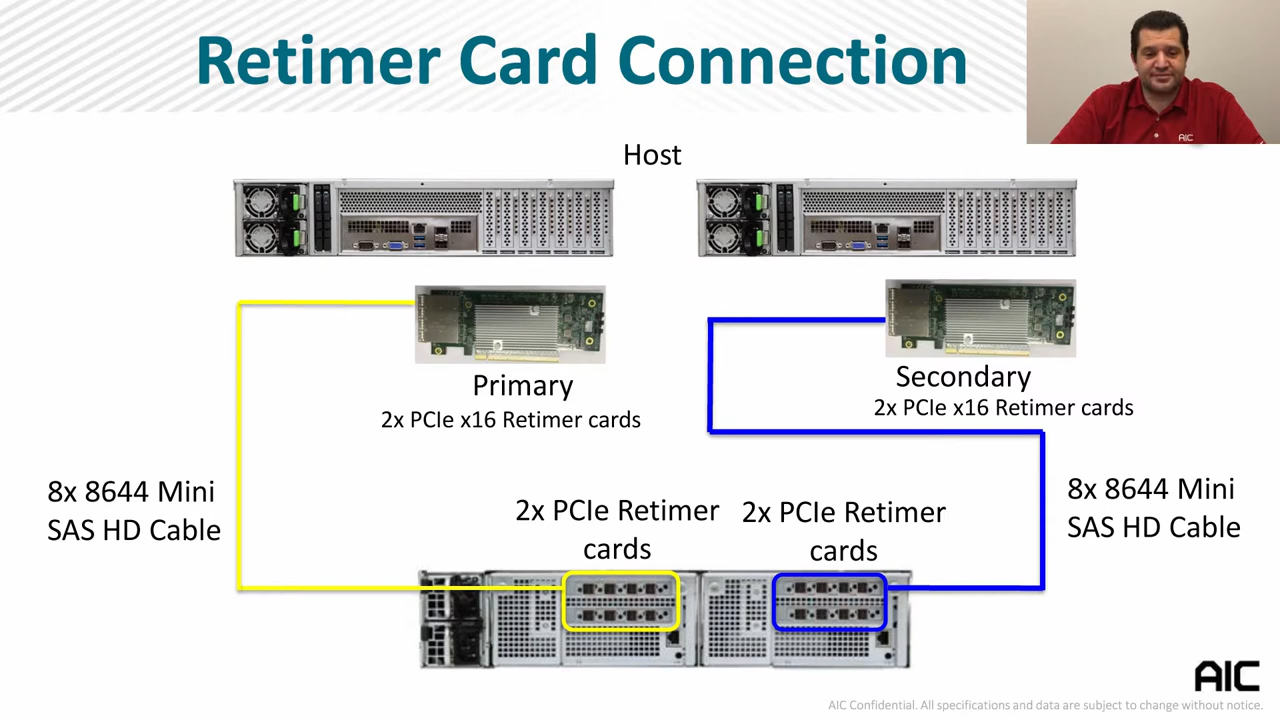 Retimer Card Connection
AIC
Host
Primary
2x PCIe x16 Retimer cards
Secondary
2x PCIe x16 Retimer cards
8x 8644 Mini
SAS HD Cable
2x PCIe Retimer
cards
2x PCIe Retimer
cards
8x 8644 Mini
SAS HD Cable
AIC
AIC Confidential. All specifications and data are subject to change without notice.